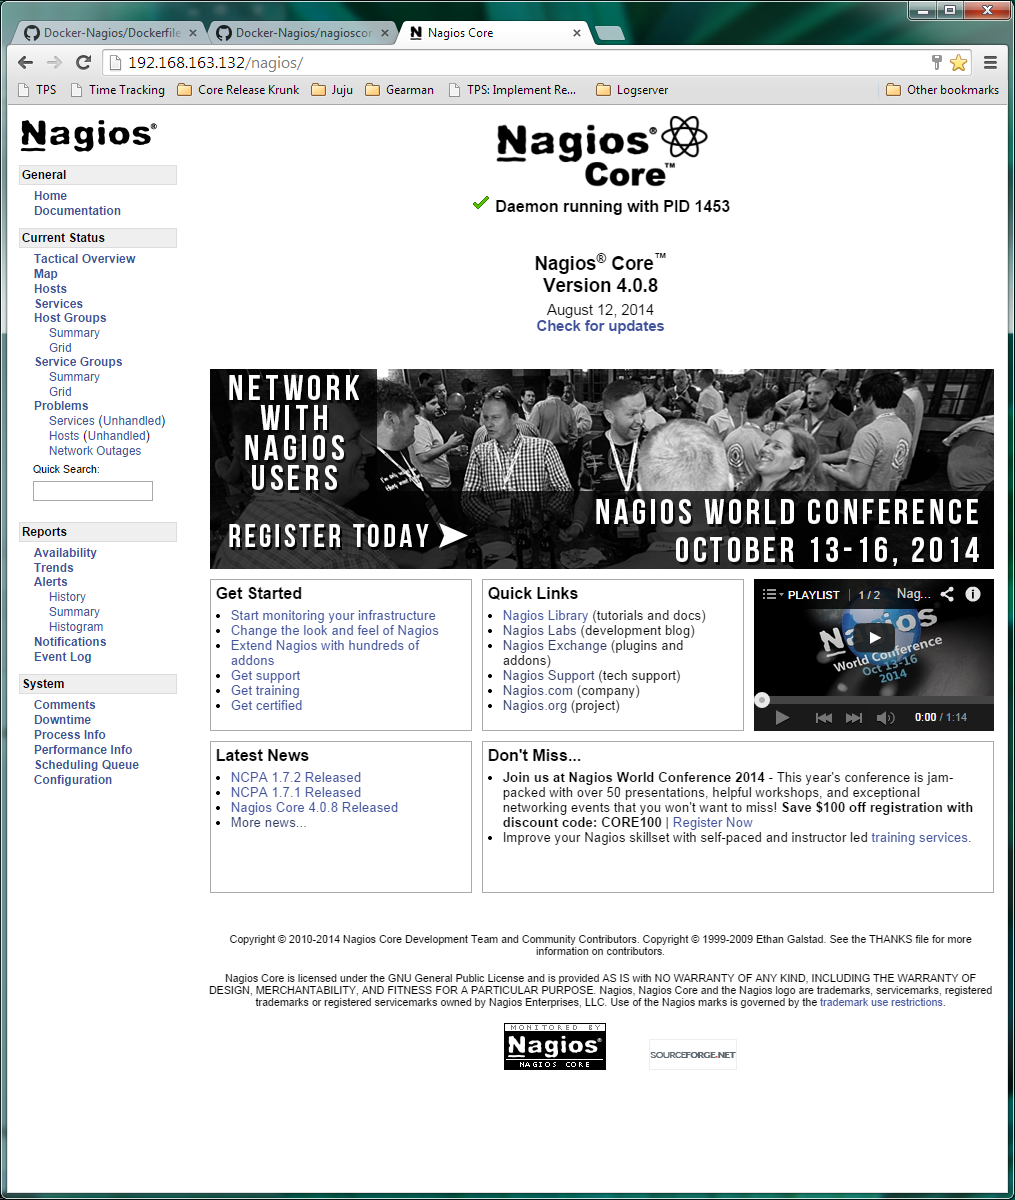 Docker-Nagios/Dockerfile
Docker-Nagios/nagioscor
Nagios Core
192.168.163.132/nagios/
TPS
Time Tracking
Core Release Krunk
Juju
Gearman
TPS: Implement Re...
Logserver
Other bookmarks
Nagios®
General
Home
Documentation
Current Status
Tactical Overview
Map
Hosts
Services
Host Groups
Summary
Grid
Service Groups
Summary
Grid
Problems
Services (Unhandled)
Hosts (Unhandled)
Network Outages
Quick Search:
Reports
Availability
Trends
Alerts
History
Summary
Histogram
Notifications
Event Log
System
Comments
Downtime
Process Info
Performance Info
Scheduling Queue
Configuration
Nagios®
Core™
Daemon running with PID 1453
Nagios® Core™
Version 4.0.8
August 12, 2014
Check for updates
NETWORK
WITH
NAGIOS
USERS
REGISTER TODAY
NAGIOS WORLD CONFERENCE
OCTOBER 13-16, 2014
Get Started
Start monitoring your infrastructure
Change the look and feel of Nagios
Extend Nagios with hundreds of
addons
Get support
Get training
Get certified
Quick Links
Nagios Library (tutorials and docs)
Nagios Labs (development blog)
Nagios Exchange (plugins and
addons)
Nagios Support (tech support)
Nagios.com (company)
Nagios.org (project)
PLAYLIST | 1 / 2 Nag...
Nagios
World Conference
Oct 13-16
2014
0:00 / 1:14
Latest News
NCPA 1.7.2 Released
NCPA 1.7.1 Released
Nagios Core 4.0.8 Released
More news...
Don't Miss...
Join us at Nagios World Conference 2014 - This year's conference is jam-
packed with over 50 presentations, helpful workshops, and exceptional
networking events that you won't want to miss! Save $100 off registration with
discount code: CORE100 | Register Now
Improve your Nagios skillset with self-paced and instructor led training services.
Copyright © 2010-2014 Nagios Core Development Team and Community Contributors. Copyright © 1999-2009 Ethan Galstad. See the THANKS file for more
information on contributors.
Nagios Core is licensed under the GNU General Public License and is provided AS IS with NO WARRANTY OF ANY KIND, INCLUDING THE WARRANTY OF
DESIGN, MERCHANTABILITY, AND FITNESS FOR A PARTICULAR PURPOSE. Nagios, Nagios Core and the Nagios logo are trademarks, servicemarks, registered
trademarks or registered servicemarks owned by Nagios Enterprises, LLC. Use of the Nagios marks is governed by the trademark use restrictions.
MONITORED BY
Nagios®
NAGIOS CORE
SOURCEFORGE.NET